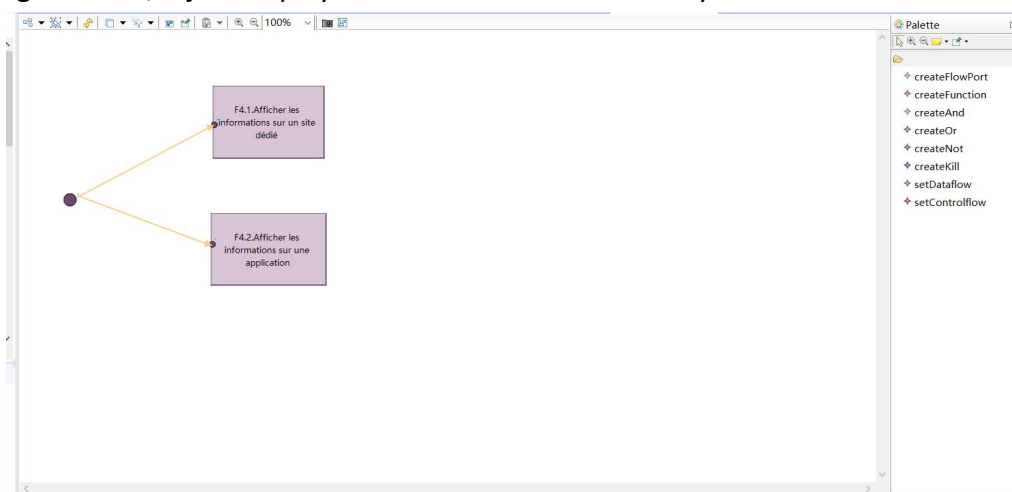 100%
Palette
F4.1.Afficher les
informations sur un site
dédié
F4.2.Afficher les
informations sur une
application
createFlowPort
createFunction
createAnd
createOr
createNot
createKill
setDataflow
setControlflow